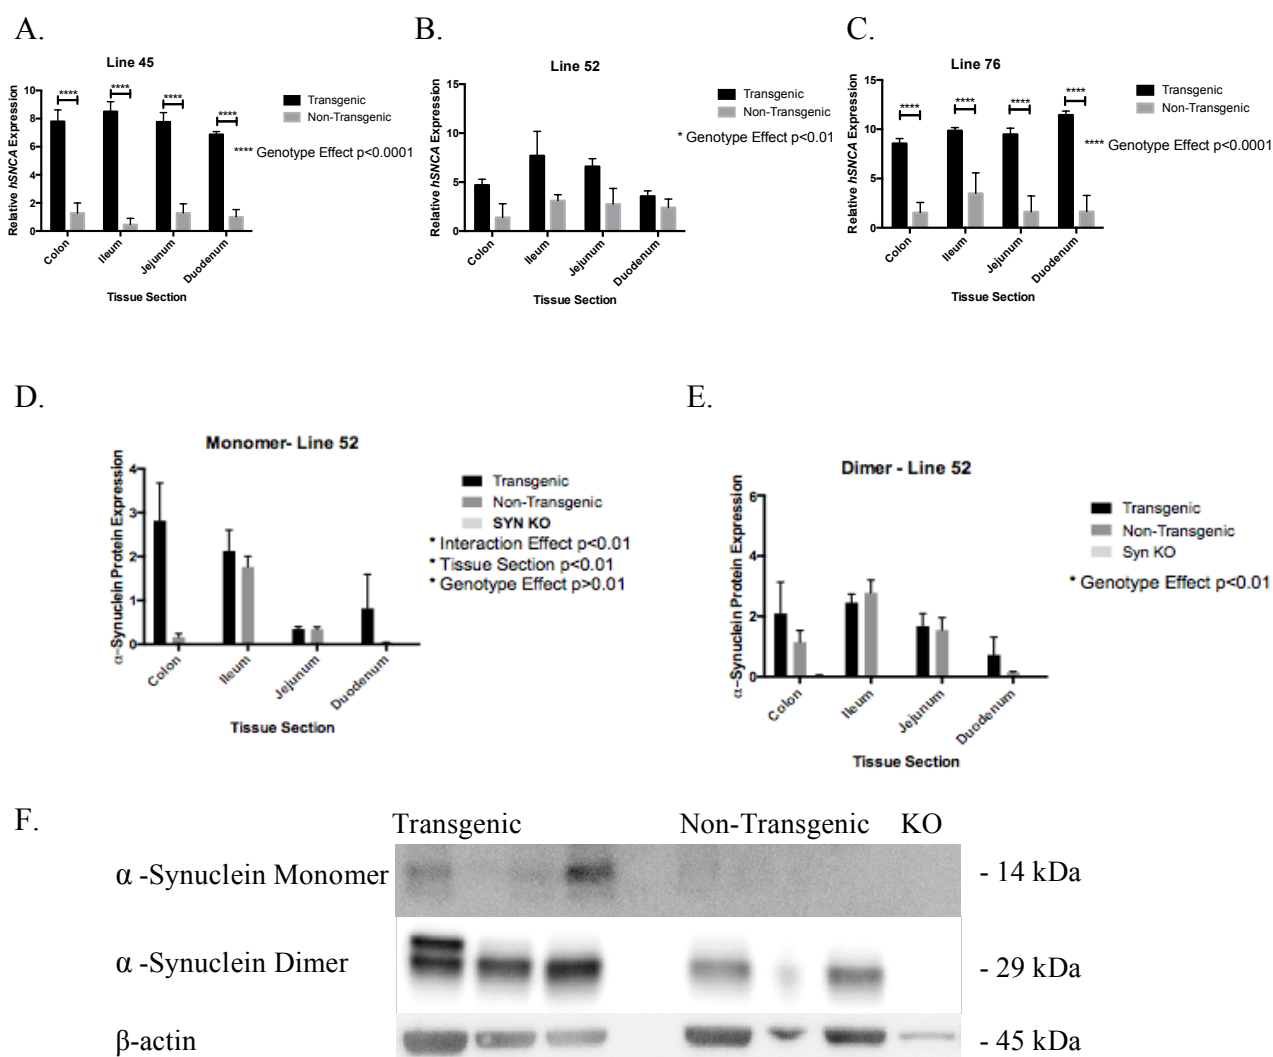 A.
Line 45
Relative hSNCA Expression
10
8
6
4
2
0
**** **** **** ****
Colon Ileum Jejunum Duodenum
Tissue Section
Transgenic
Non-Transgenic
**** Genotype Effect p<0.0001
B.
Line 52
Relative hSNCA Expression
15
10
5
0
Colon Ileum Jejunum Duodenum
Tissue Section
Transgenic
Non-Transgenic
* Genotype Effect p<0.01
C.
Line 76
Relative hSNCA Expression
15
10
5
0
**** **** **** ****
Colon Ileum Jejunum Duodenum
Tissue Section
Transgenic
Non-Transgenic
**** Genotype Effect p<0.0001
D.
Monomer- Line 52
α-Synuclein Protein Expression
4
3
2
1
0
Colon Ileum Jejunum Duodenum
Tissue Section
Transgenic
Non-Transgenic
SYN KO
* Interaction Effect p<0.01
* Tissue Section p<0.01
* Genotype Effect p>0.01
E.
Dimer - Line 52
α-Synuclein Protein Expression
6
4
2
0
Colon Ileum Jejunum Duodenum
Tissue Section
Transgenic
Non-Transgenic
Syn KO
* Genotype Effect p<0.01
F.
Transgenic Non-Transgenic KO
α -Synuclein Monomer - 14 kDa
α -Synuclein Dimer - 29 kDa
β-actin - 45 kDa